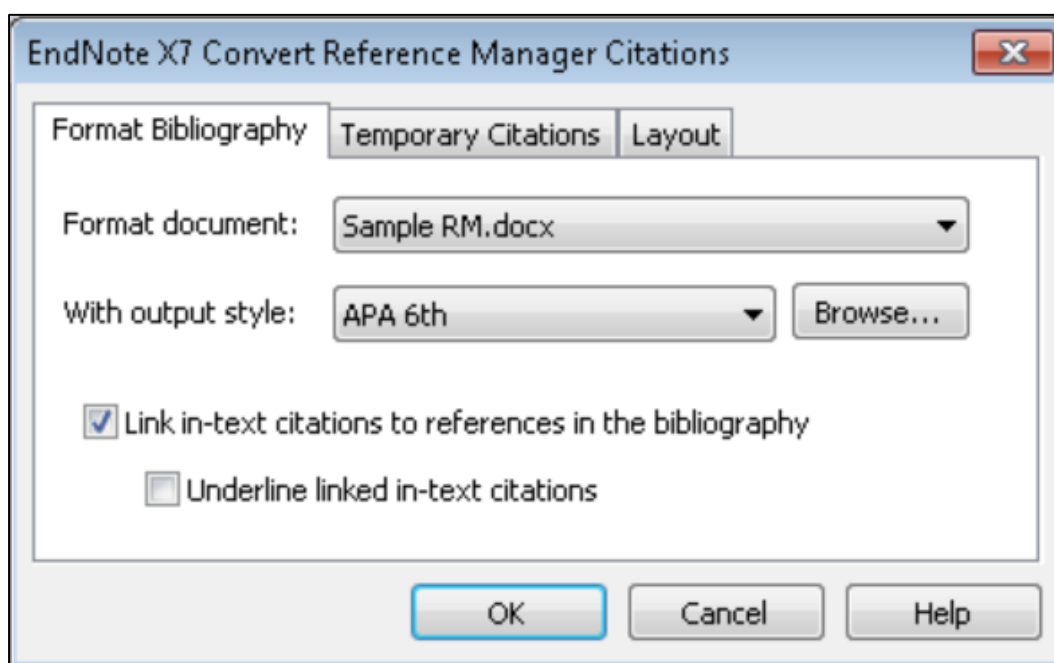 EndNote X7 Convert Reference Manager Citations
Format Bibliography Temporary Citations Layout
Format document: Sample RM.docx
With output style: APA 6th Browse...
Link in-text citations to references in the bibliography
Underline linked in-text citations
OK Cancel Help